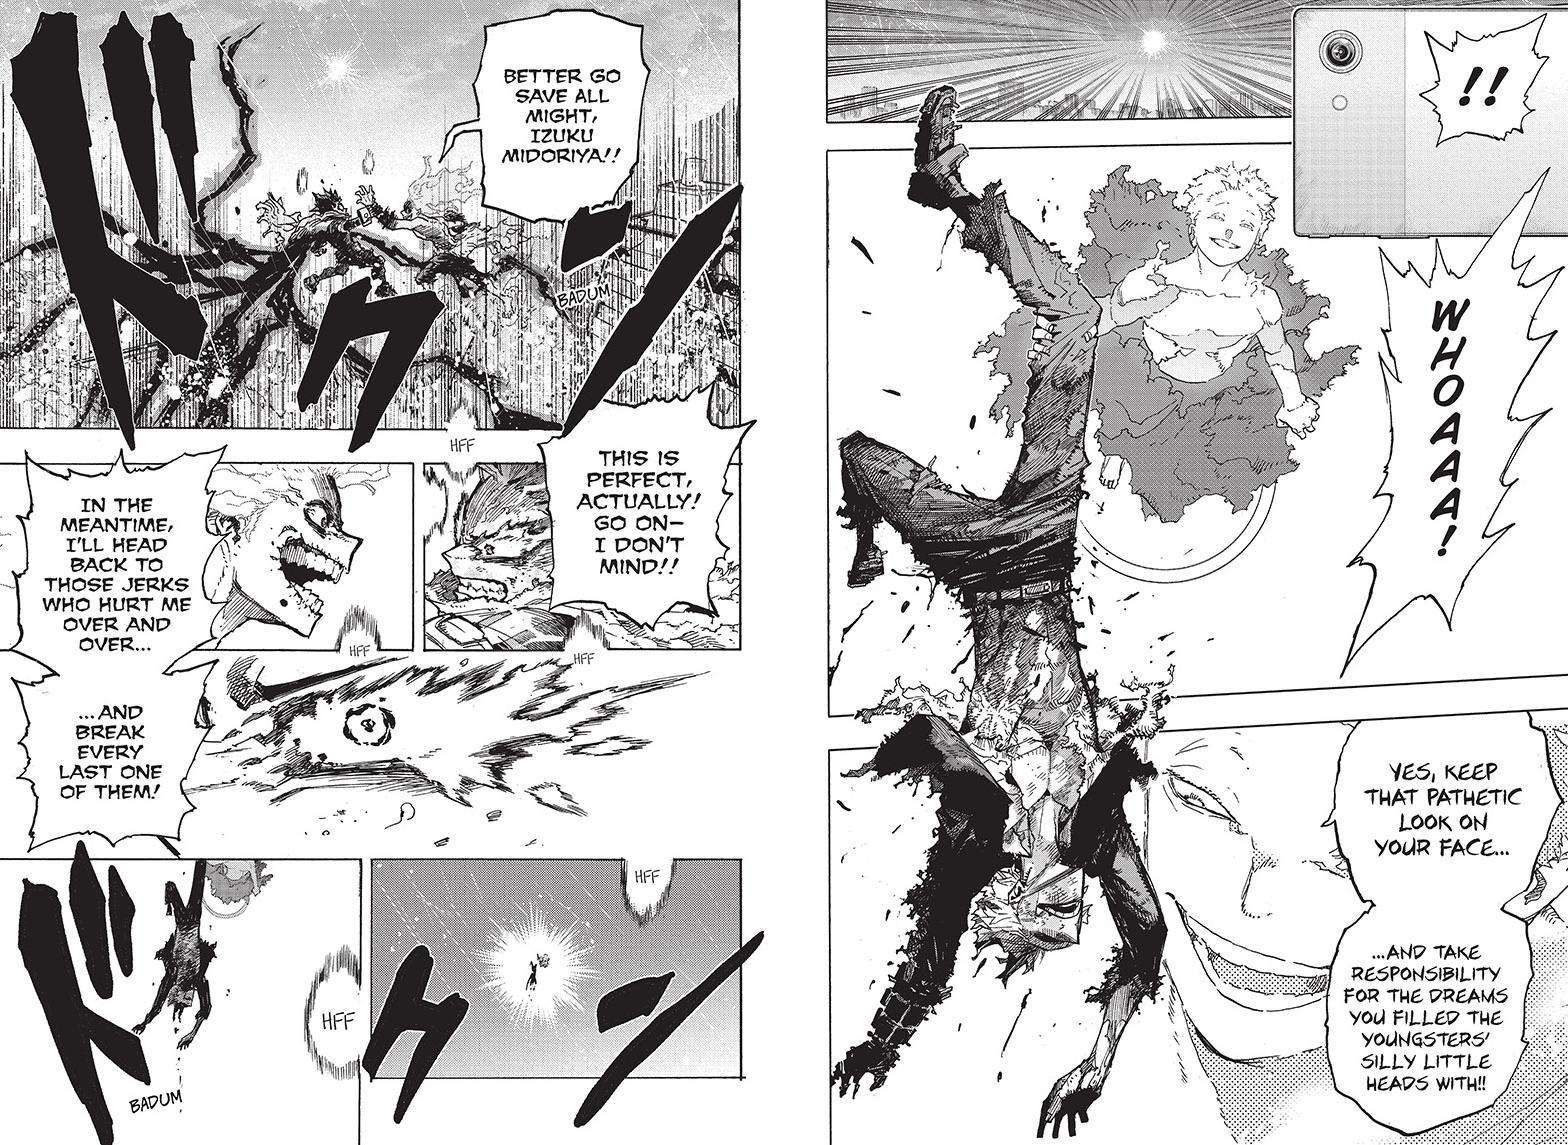 !!
WHOAAA!
YES, KEEP
THAT PATHETIC
LOOK ON
YOUR FACE...
...AND TAKE
RESPONSIBILITY
FOR THE DREAMS
YOU FILLED THE
YOUNGSTERS'
SILLY LITTLE
HEADS WITH!!
BETTER GO
SAVE ALL
MIGHT,
IZUKU
MIDORIYA!!
ドクン
BADUM
HFF
THIS IS
PERFECT,
ACTUALLY!
GO ON—
I DON'T
MIND!!
IN THE
MEANTIME,
I'LL HEAD
BACK TO
THOSE JERKS
WHO HURT ME
OVER AND
OVER...
HFF
HFF
...AND
BREAK
EVERY
LAST ONE
OF THEM!
HFF
ドクン
HFF
BADUM